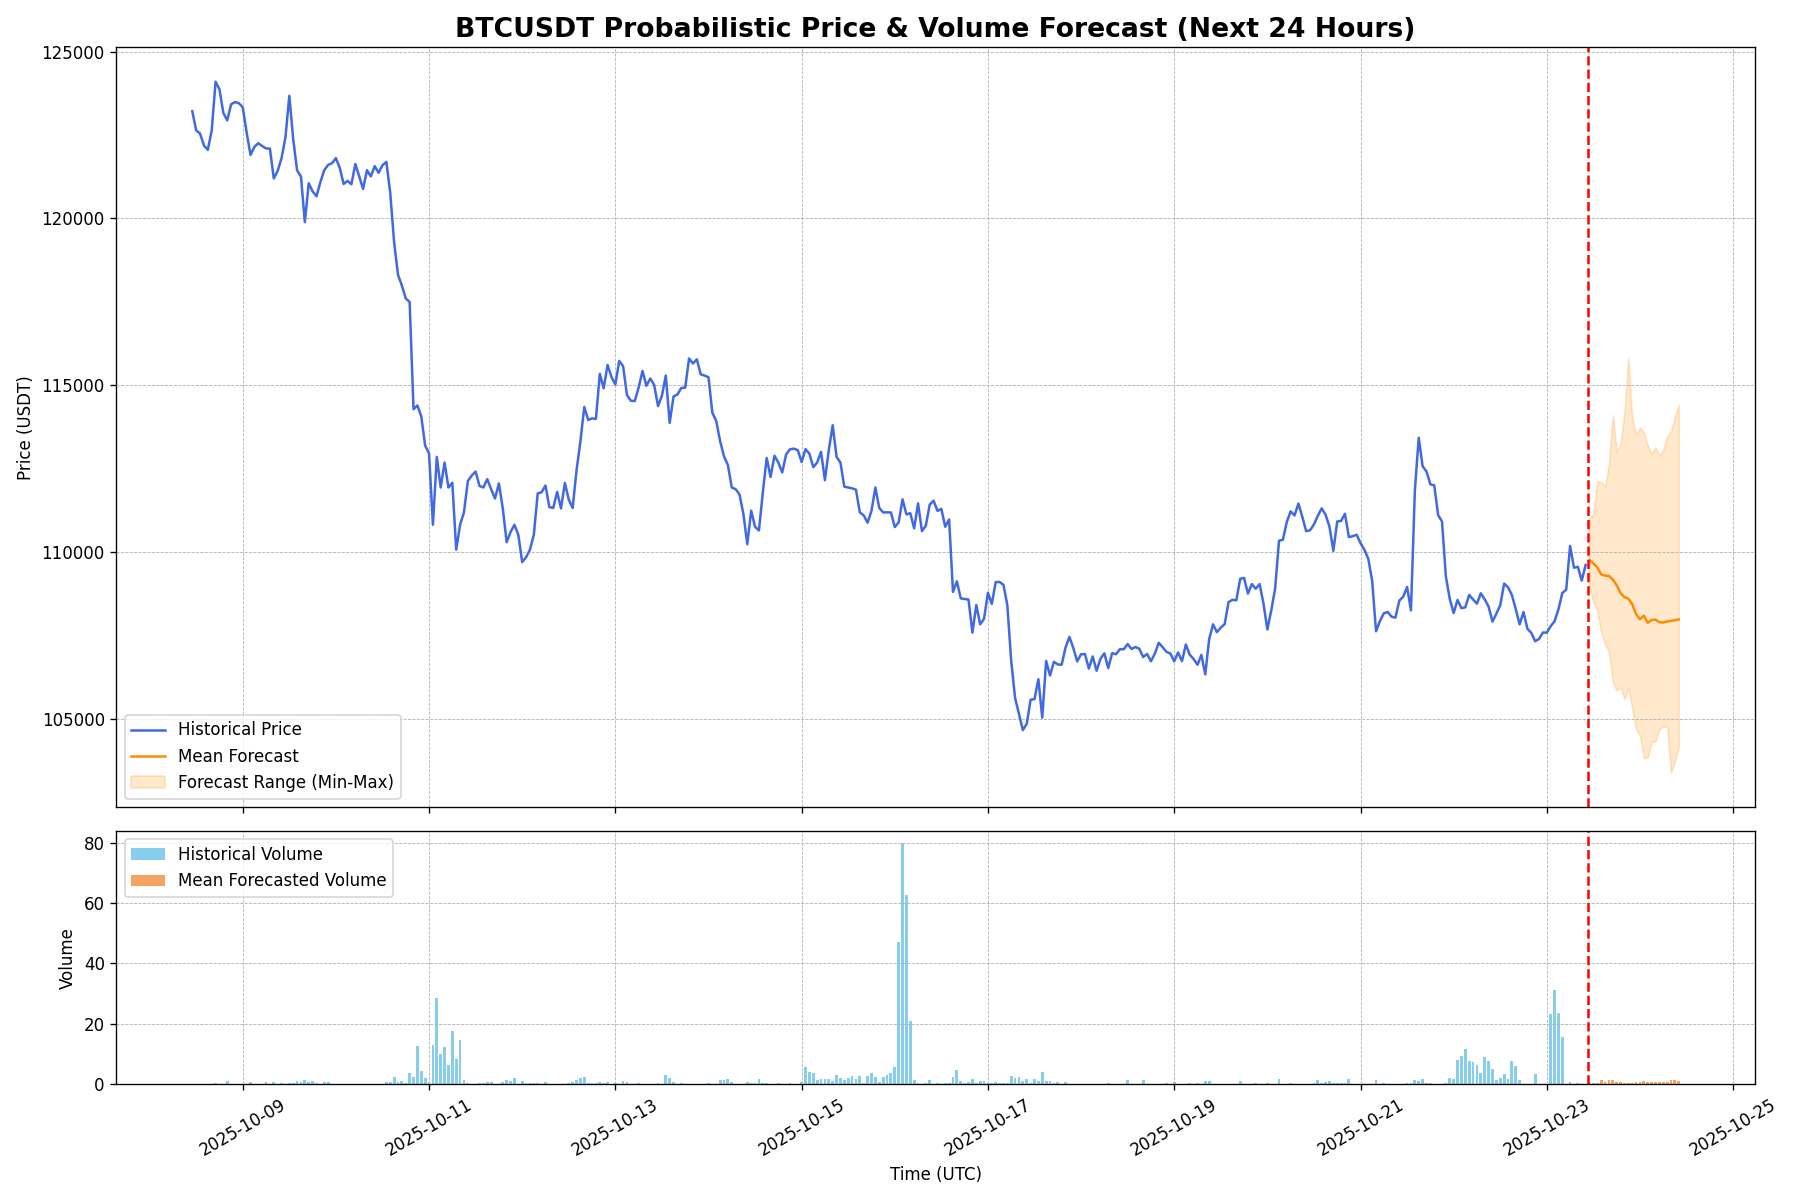 BTCUSDT Probabilistic Price & Volume Forecast (Next 24 Hours)
125000
120000
115000
110000
105000
Price (USDT)
Historical Price
Mean Forecast
Forecast Range (Min-Max)
80
60
40
20
0
Volume
Historical Volume
Mean Forecasted Volume
2025-10-09
2025-10-11
2025-10-13
2025-10-15
2025-10-17
2025-10-19
2025-10-21
2025-10-23
2025-10-25
Time (UTC)